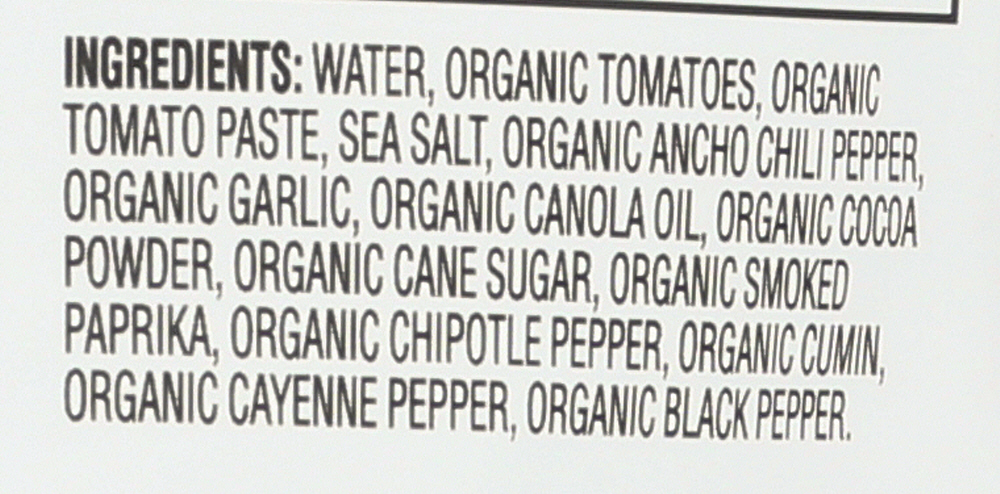 INGREDIENTS: WATER, ORGANIC TOMATOES, ORGANIC
TOMATO PASTE, SEA SALT, ORGANIC ANCHO CHILI PEPPER,
ORGANIC GARLIC, ORGANIC CANOLA OIL, ORGANIC COCOA
POWDER, ORGANIC CANE SUGAR, ORGANIC SMOKED
PAPRIKA, ORGANIC CHIPOTLE PEPPER, ORGANIC CUMIN,
ORGANIC CAYENNE PEPPER, ORGANIC BLACK PEPPER.